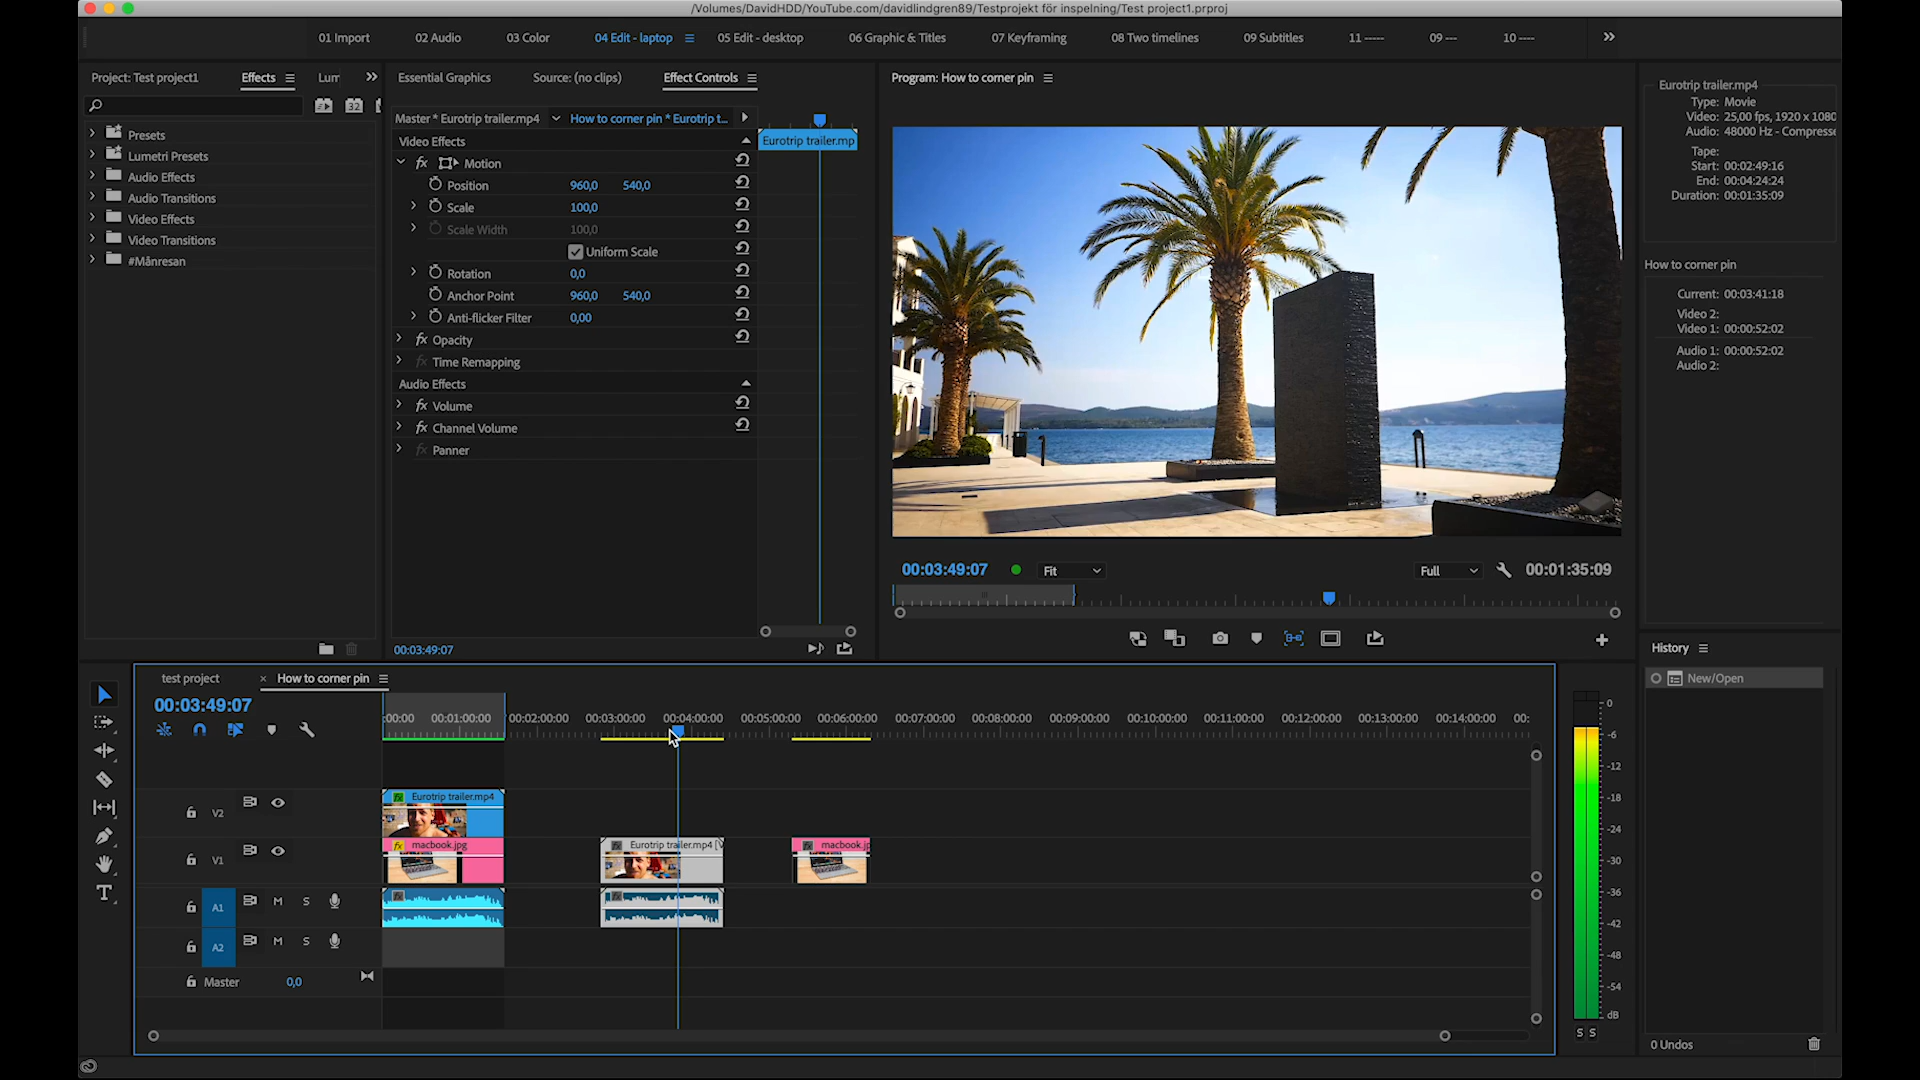 /Volumes/DavidHDD/YouTube.com/davidlindgren89/Testprojekt för inspelning/Test project1.prproj
01 Import 02 Audio 03 Color 04 Edit - laptop 05 Edit - desktop 06 Graphic & Titles 07 Keyframing 08 Two timelines 09 Subtitles 11 ----- 09 --- 10 ----
Project: Test project1 Effects Lum
32
Presets
Lumetri Presets
Audio Effects
Audio Transitions
Video Effects
Video Transitions
#Månresan
Essential Graphics Source: (no clips) Effect Controls
Master * Eurotrip trailer.mp4 How to corner pin * Eurotrip t...
Video Effects
Eurotrip trailer.mp
fx Motion
Position 960,0 540,0
Scale 100,0
Scale Width 100,0
Uniform Scale
Rotation 0,0
Anchor Point 960,0 540,0
Anti-flicker Filter 0,00
fx Opacity
fx Time Remapping
Audio Effects
fx Volume
fx Channel Volume
fx Panner
00:03:49:07
Program: How to corner pin
00:03:49:07 Fit Full 00:01:35:09
Eurotrip trailer.mp4
Type: Movie
Video: 25,00 fps, 1920 x 1080
Audio: 48000 Hz - Compresse
Tape:
Start: 00:02:49:16
End: 00:04:24:24
Duration: 00:01:35:09
How to corner pin
Current: 00:03:41:18
Video 2:
Video 1: 00:00:52:02
Audio 1: 00:00:52:02
Audio 2:
History
New/Open
0 Undos
test project × How to corner pin
00:03:49:07
:00:00 00:01:00:00 00:02:00:00 00:03:00:00 00:04:00:00 00:05:00:00 00:06:00:00 00:07:00:00 00:08:00:00 00:09:00:00 00:10:00:00 00:11:00:00 00:12:00:00 00:13:00:00 00:14:00:00 00:
V2
fx Eurotrip trailer.mp4
V1
fx macbook.jpg
fx Eurotrip trailer.mp4 [V
fx macbook.jp
A1 M S
A2 M S
Master 0,0
T
0
-6
-12
-18
-24
-30
-36
-42
-48
-54
dB
S S